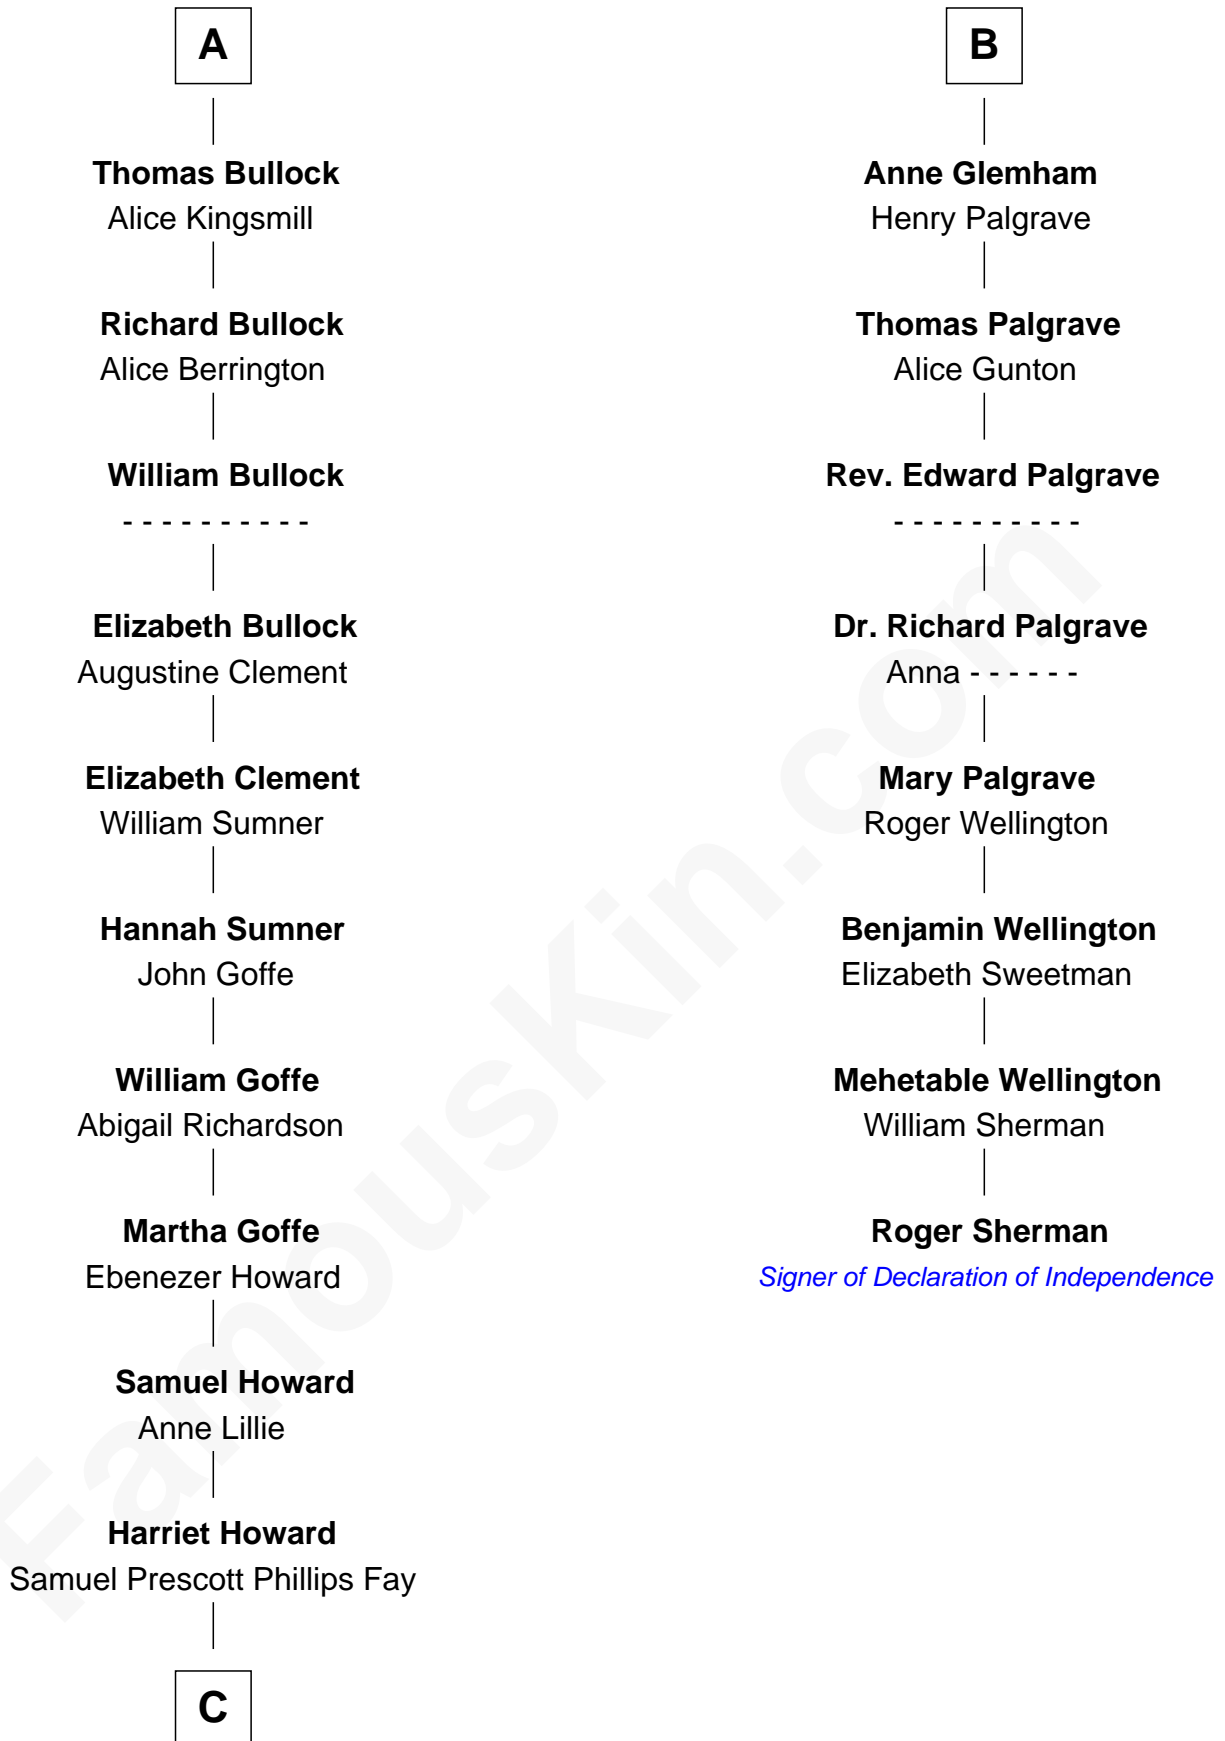 A
Thomas Bullock
Alice Kingsmill
Richard Bullock
Alice Berrington
William Bullock
- - - - - - - - - -
Elizabeth Bullock
Augustine Clement
Elizabeth Clement
William Sumner
Hannah Sumner
John Goffe
William Goffe
Abigail Richardson
Martha Goffe
Ebenezer Howard
Samuel Howard
Anne Lillie
Harriet Howard
Samuel Prescott Phillips Fay
C
B
Anne Glemham
Henry Palgrave
Thomas Palgrave
Alice Gunton
Rev. Edward Palgrave
- - - - - - - - - -
Dr. Richard Palgrave
Anna - - - - - -
Mary Palgrave
Roger Wellington
Benjamin Wellington
Elizabeth Sweetman
Mehetable Wellington
William Sherman
Roger Sherman
Signer of Declaration of Independence
FamousKin.com